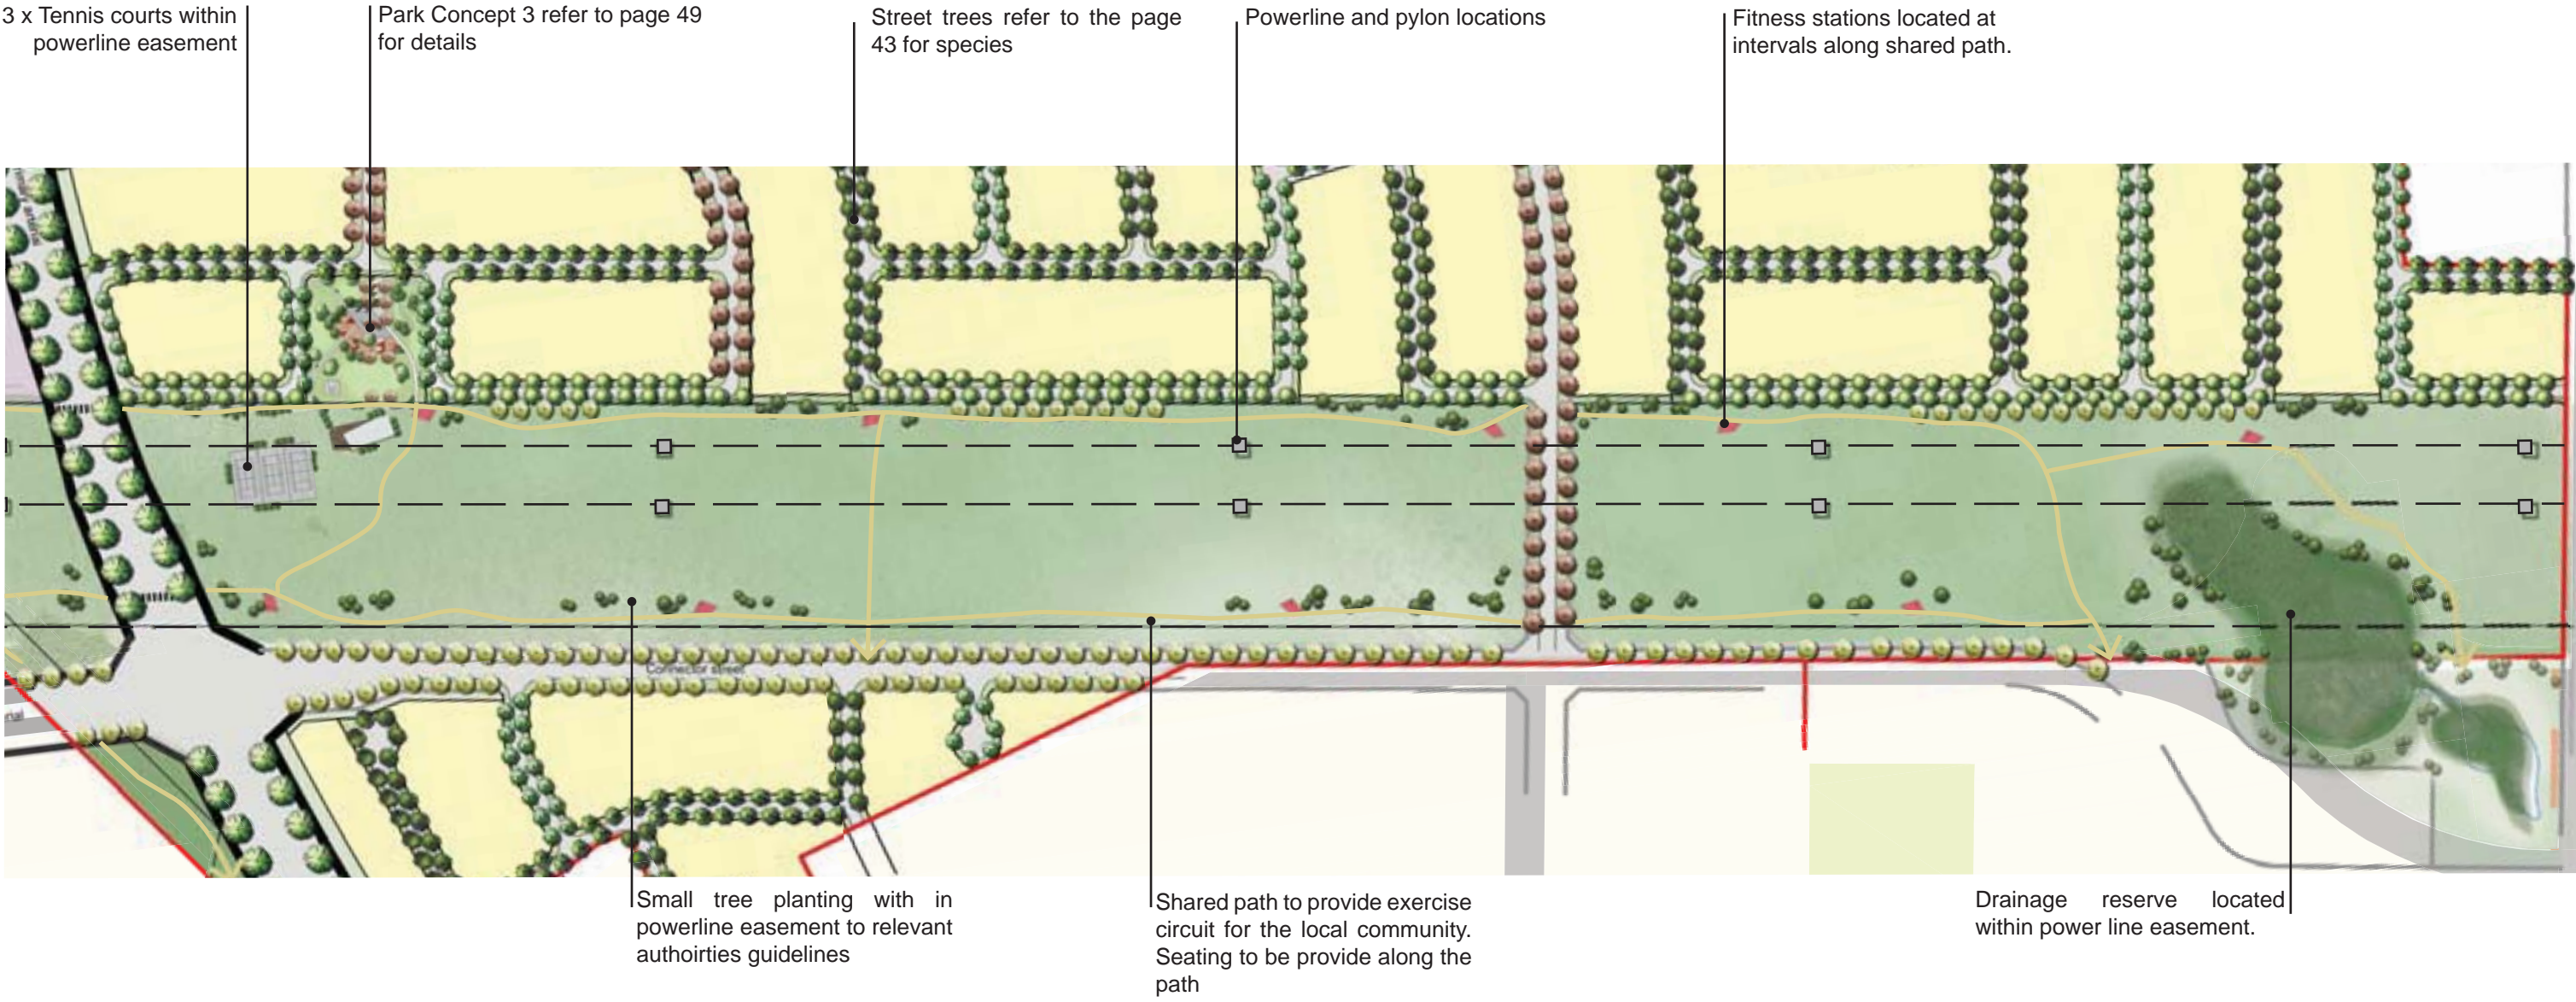 3 x Tennis courts within
powerline easement
Park Concept 3 refer to page 49
for details
Street trees refer to the page
43 for species
Powerline and pylon locations
Fitness stations located at
intervals along shared path.
Connector street
Small tree planting with in
powerline easement to relevant
authoirties guidelines
Shared path to provide exercise
circuit for the local community.
Seating to be provide along the
path
Drainage reserve located
within power line easement.